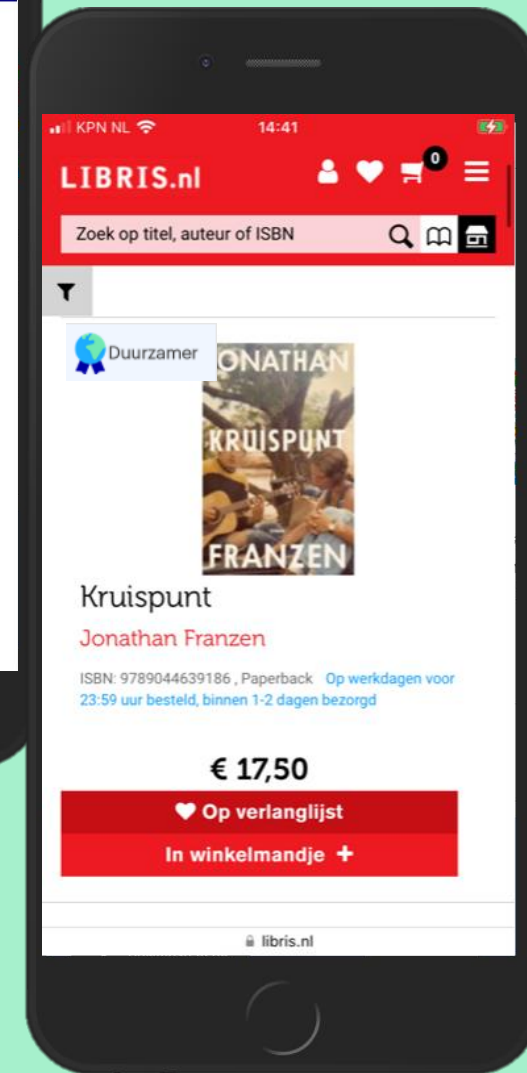 KPN NL 14:41
LIBRIS.nl 0
Zoek op titel, auteur of ISBN
Duurzamer
JONATHAN
KRUISPUNT
FRANZEN
Kruispunt
Jonathan Franzen
ISBN: 9789044639186 , Paperback Op werkdagen voor
23:59 uur besteld, binnen 1-2 dagen bezorgd
€ 17,50
Op verlanglijst
In winkelmandje +
libris.nl